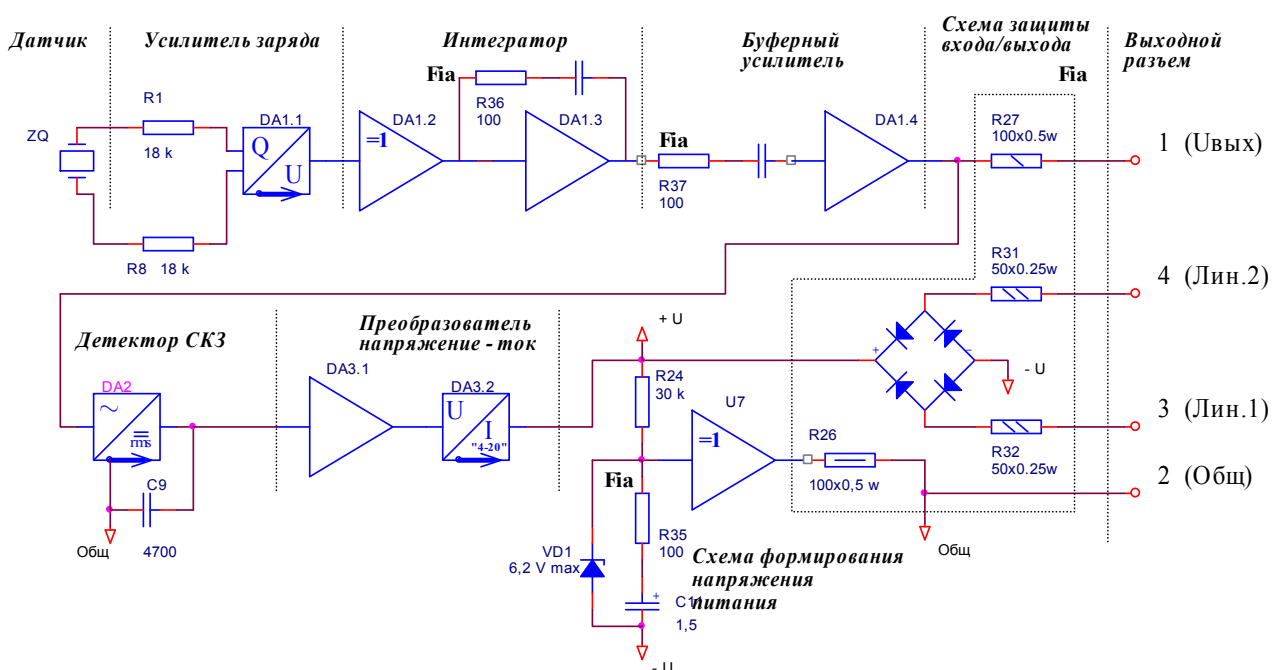 Датчик
Усилитель заряда
Интегратор
Буферный
усилитель
Схема защиты
входа/выхода
Выходной
разъем
Fia
Fia
R1
18 k
ZQ
DA1.1
Q
U
R8 18 k
=1
DA1.2
R36
100
DA1.3
Fia
R37
100
DA1.4
R27
100x0.5w
1 (Uвых)
R31
50x0.25w
4 (Лин.2)
Детектор СКЗ
Преобразователь
напряжение - ток
+ U
+
-
- U
DA2
~
rms
DA3.1
DA3.2
U
I
"4-20"
R24
30 k
U7
=1
R26
100x0,5 w
3 (Лин.1)
R32
50x0.25w
2 (Общ)
C9
4700
Общ
Fia
R35
100
VD1
6,2 V max
+
C11
1,5
Схема формирования
напряжения
питания
Общ
- U